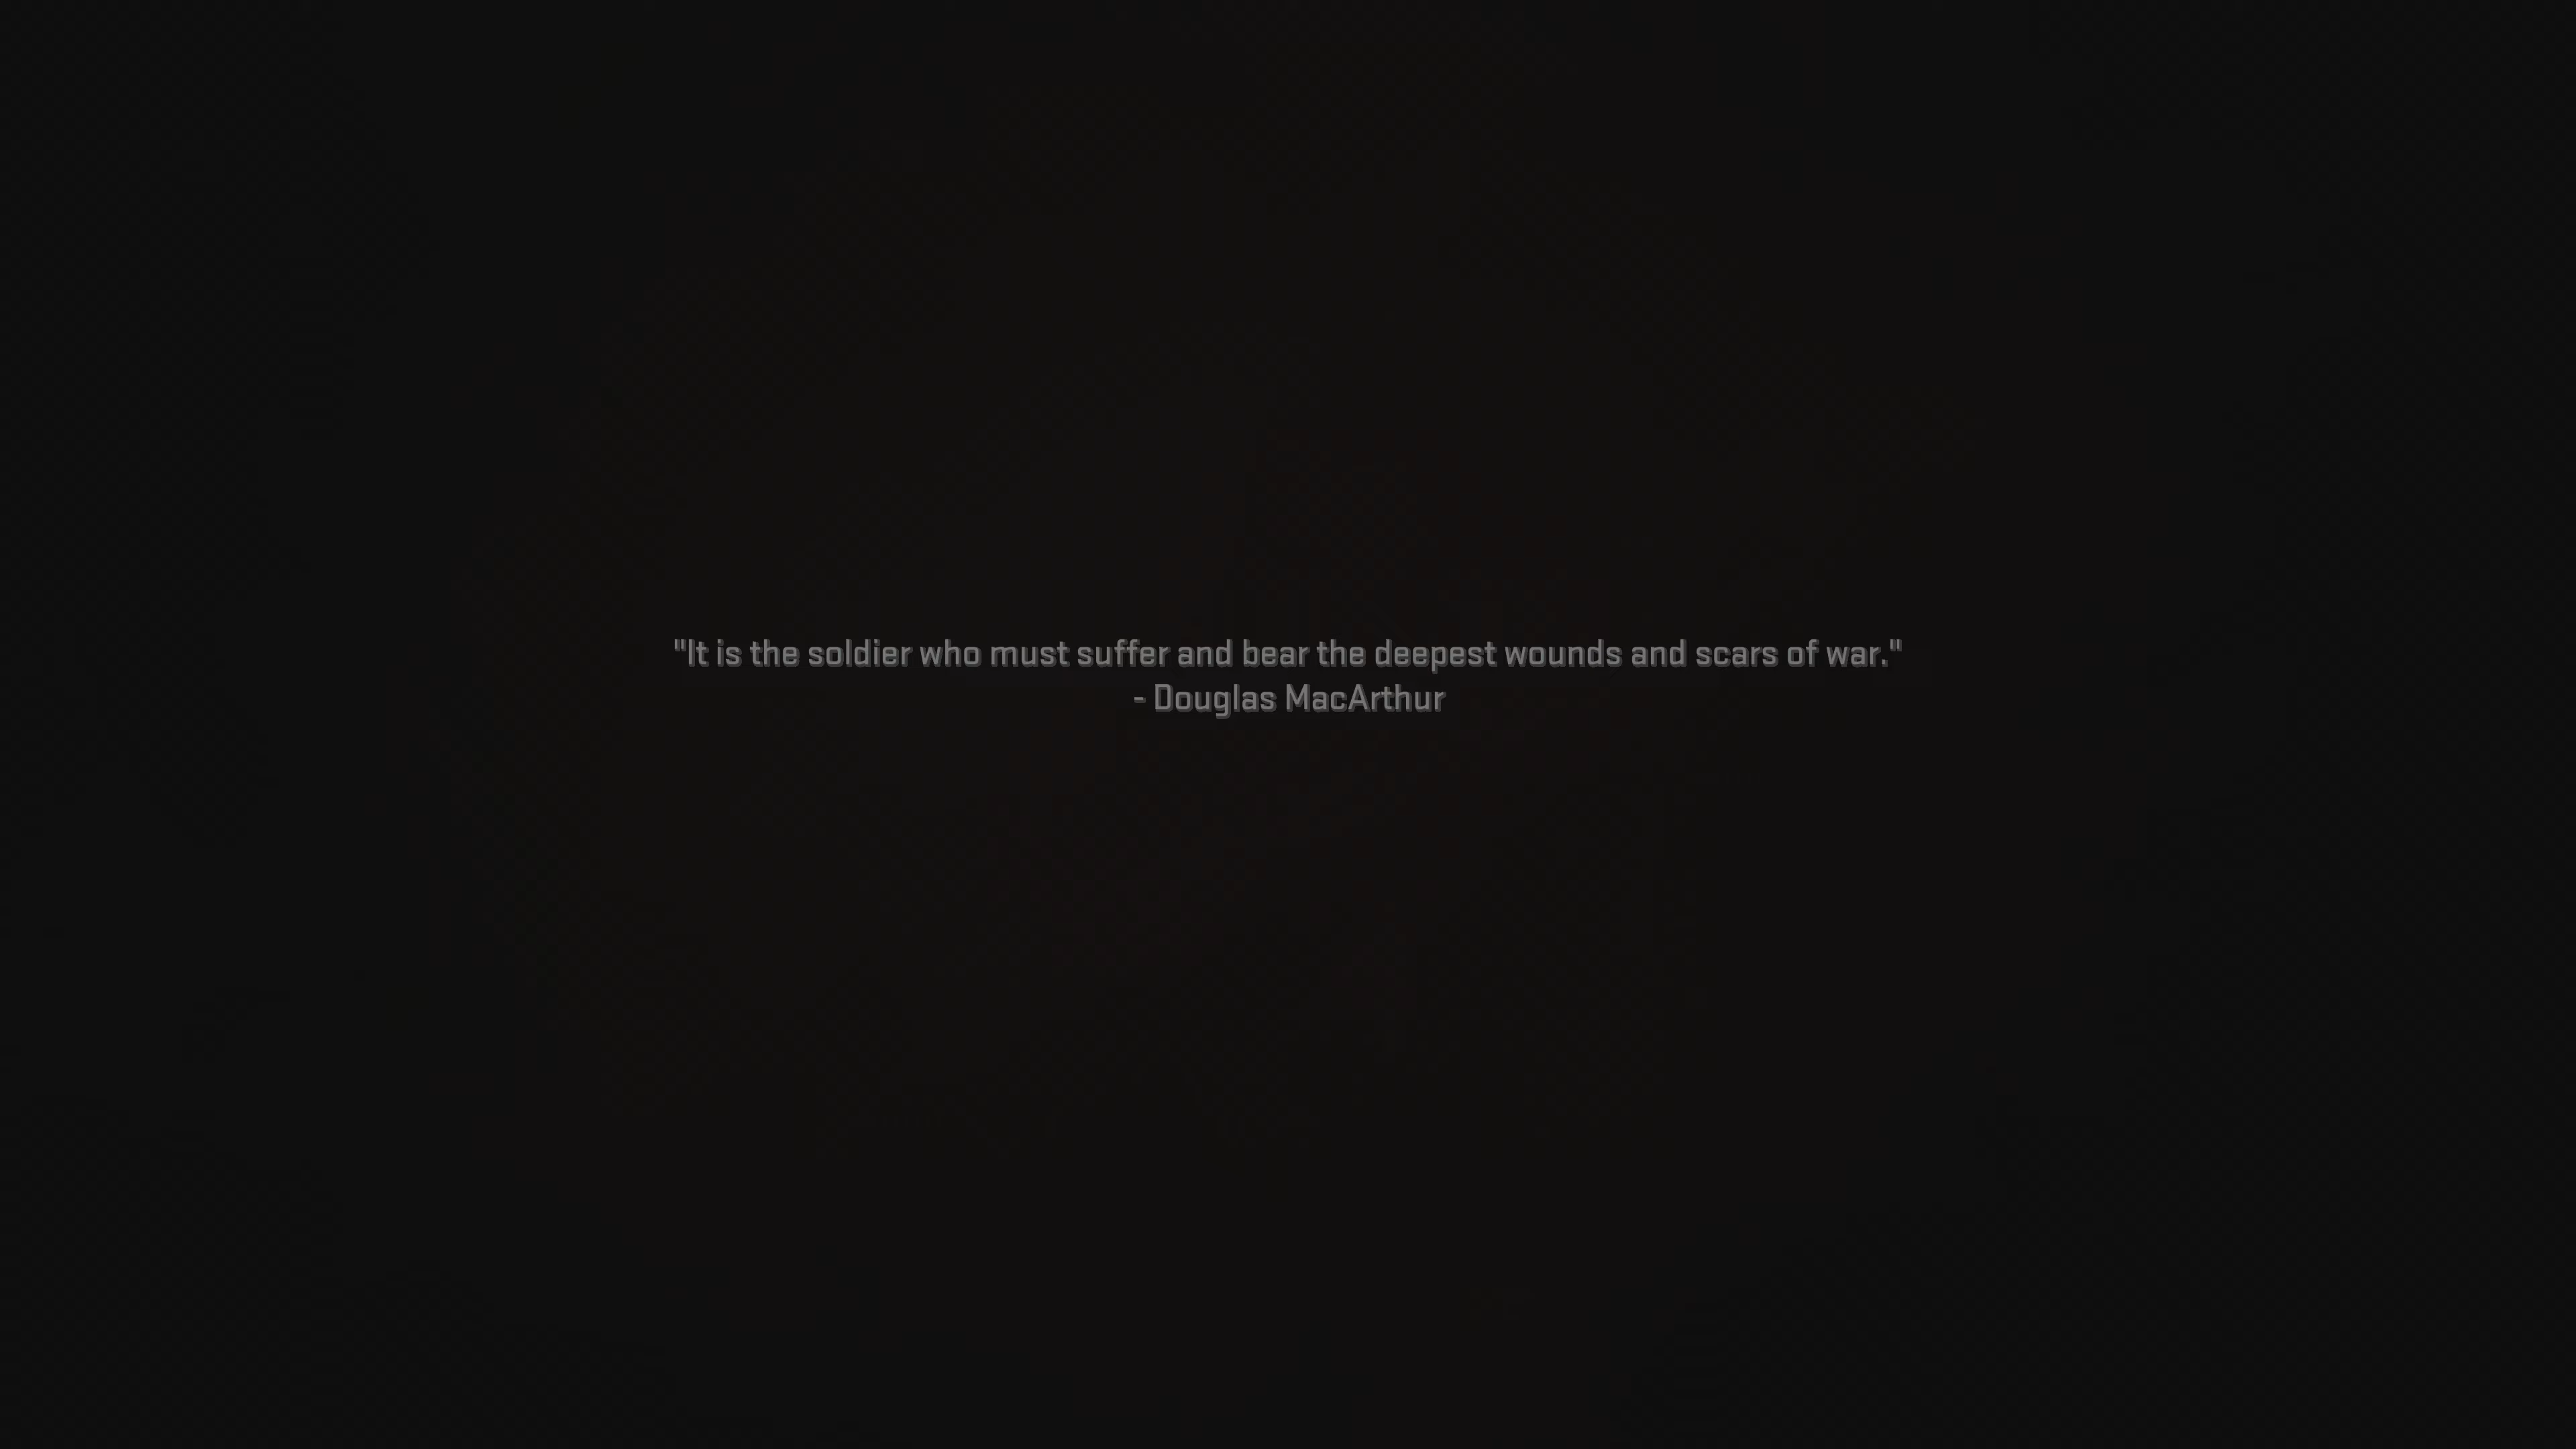 "It is the soldier who must suffer and bear the deepest wounds and scars of war."
- Douglas MacArthur